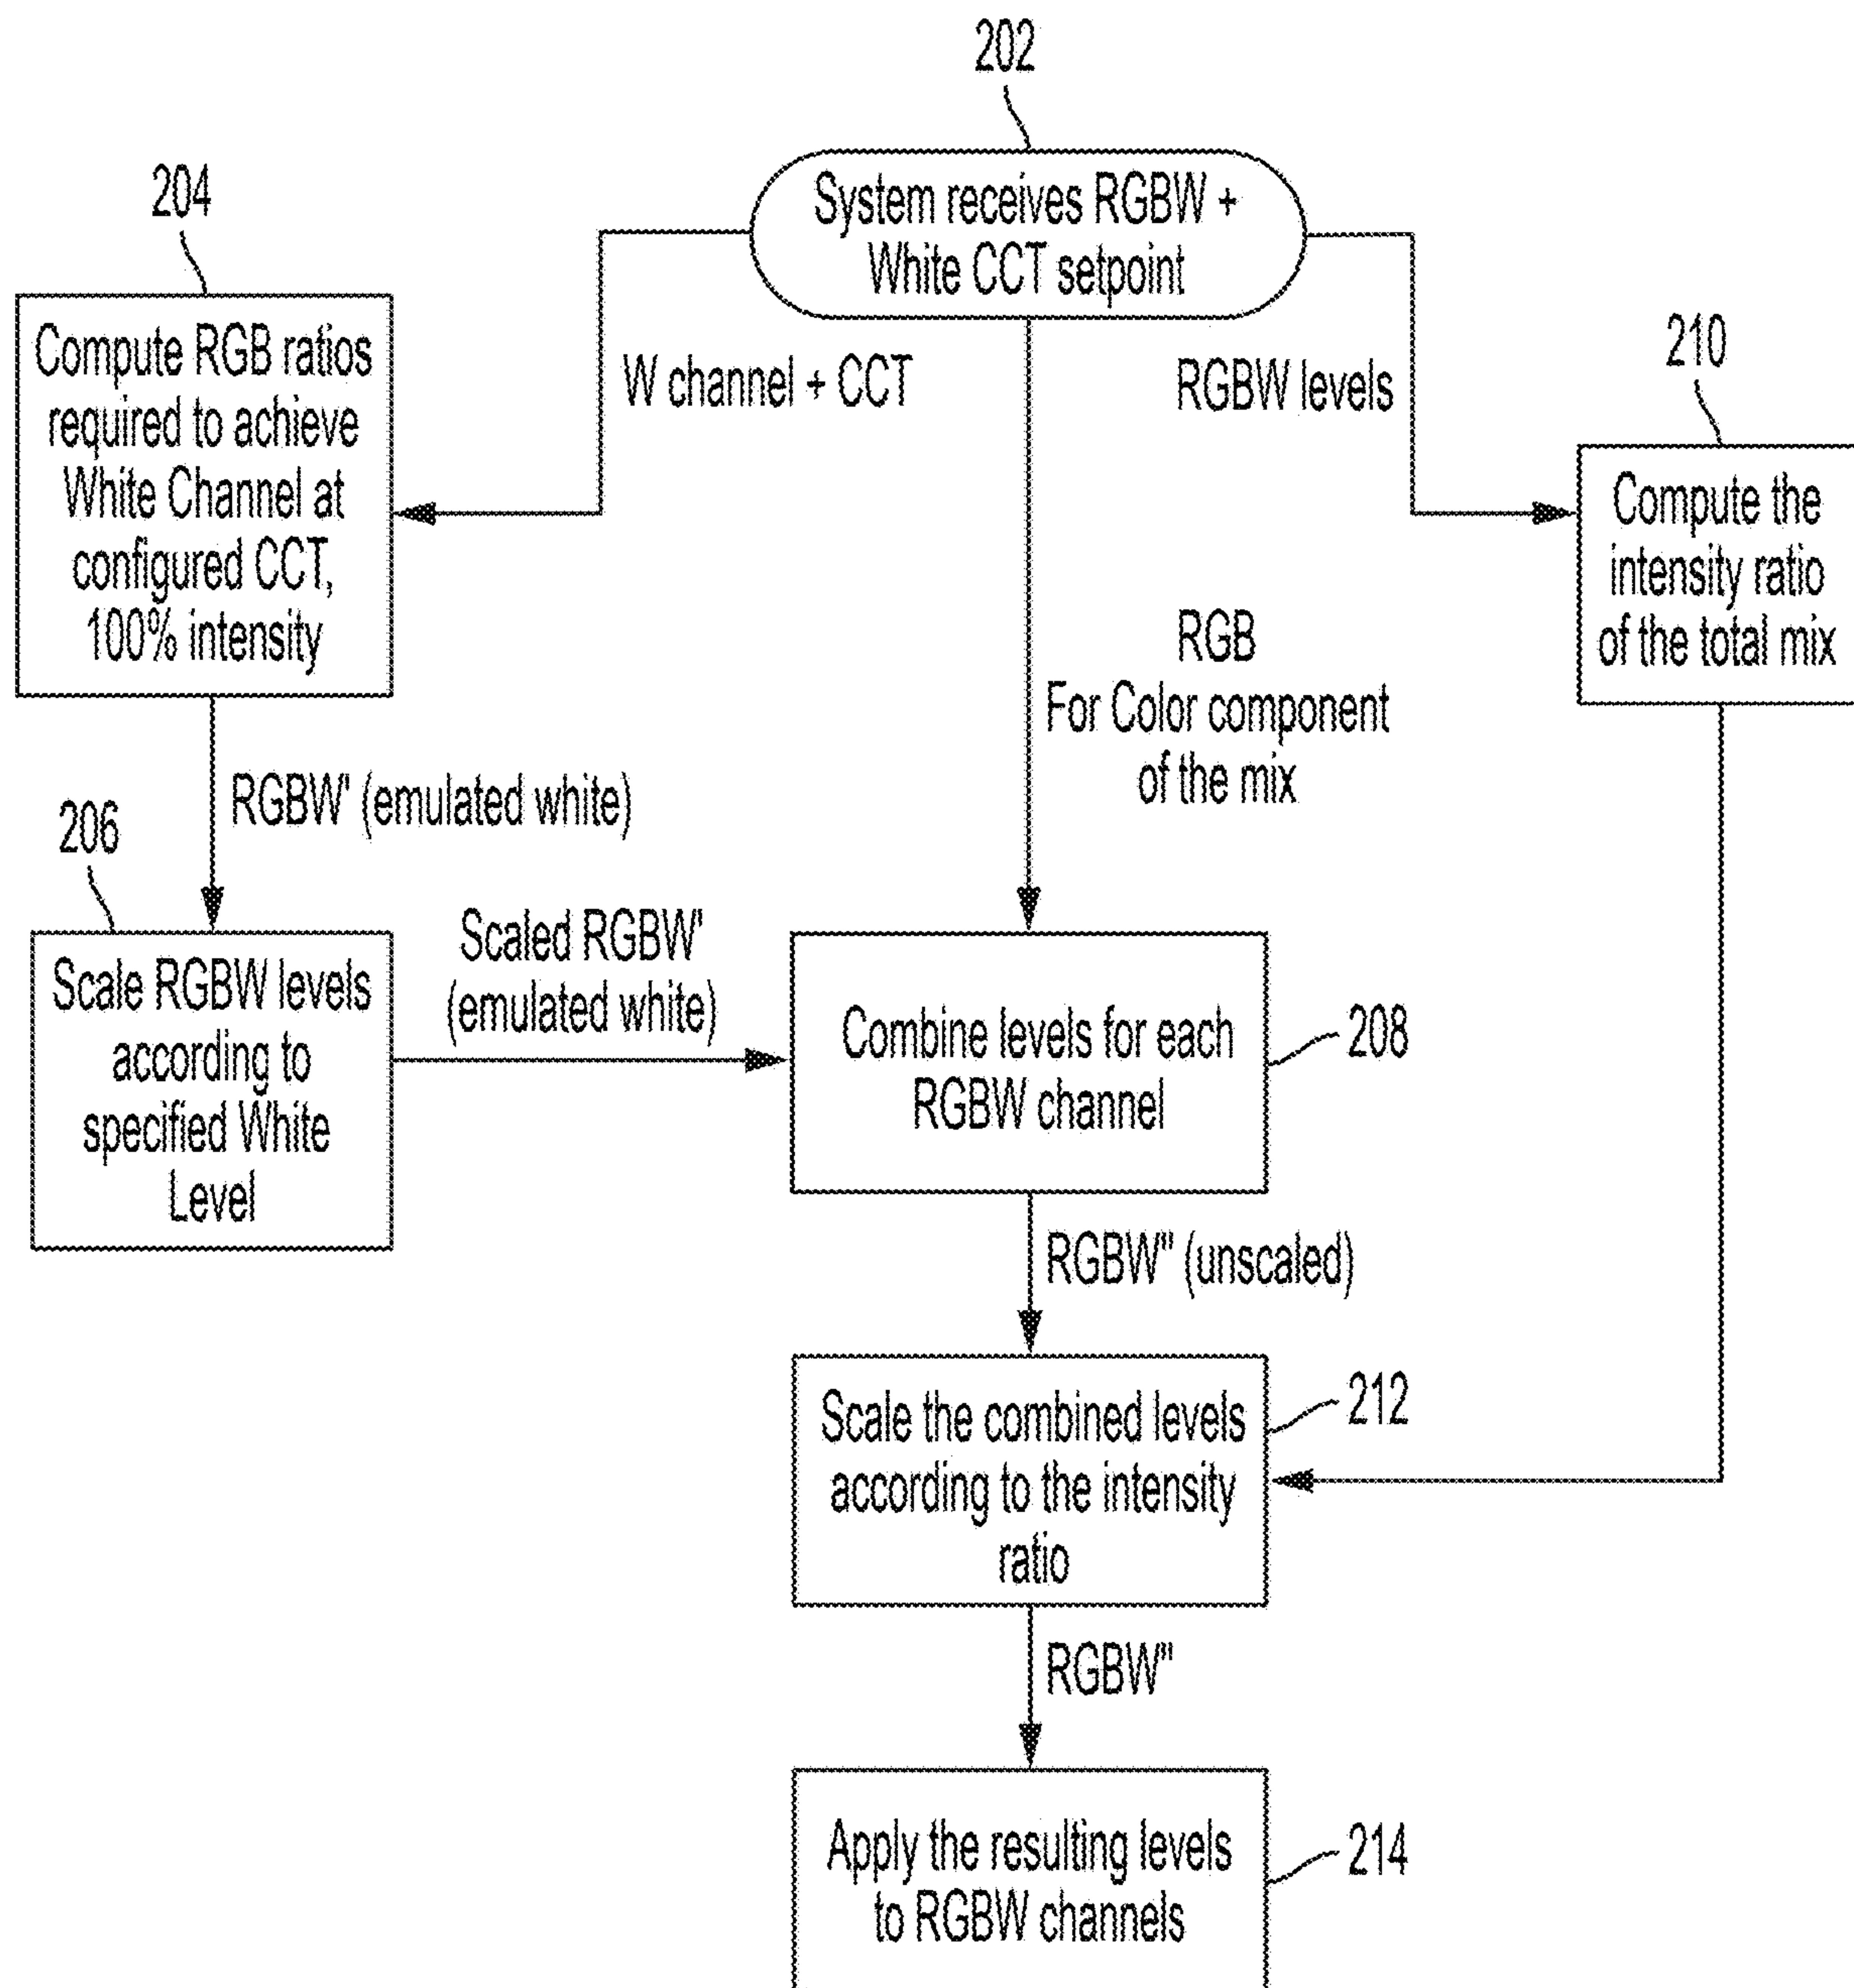 202
System receives RGBW +
White CCT setpoint
204
Compute RGB ratios
required to achieve
White Channel at
configured CCT,
100% intensity
W channel + CCT
RGBW levels
210
Compute the
intensity ratio
of the total mix
RGB
For Color component
of the mix
RGBW' (emulated white)
206
Scale RGBW levels
according to
specified White
Level
Scaled RGBW'
(emulated white)
Combine levels for each
RGBW channel
208
RGBW" (unscaled)
Scale the combined levels
according to the intensity
ratio
212
RGBW"
Apply the resulting levels
to RGBW channels
214